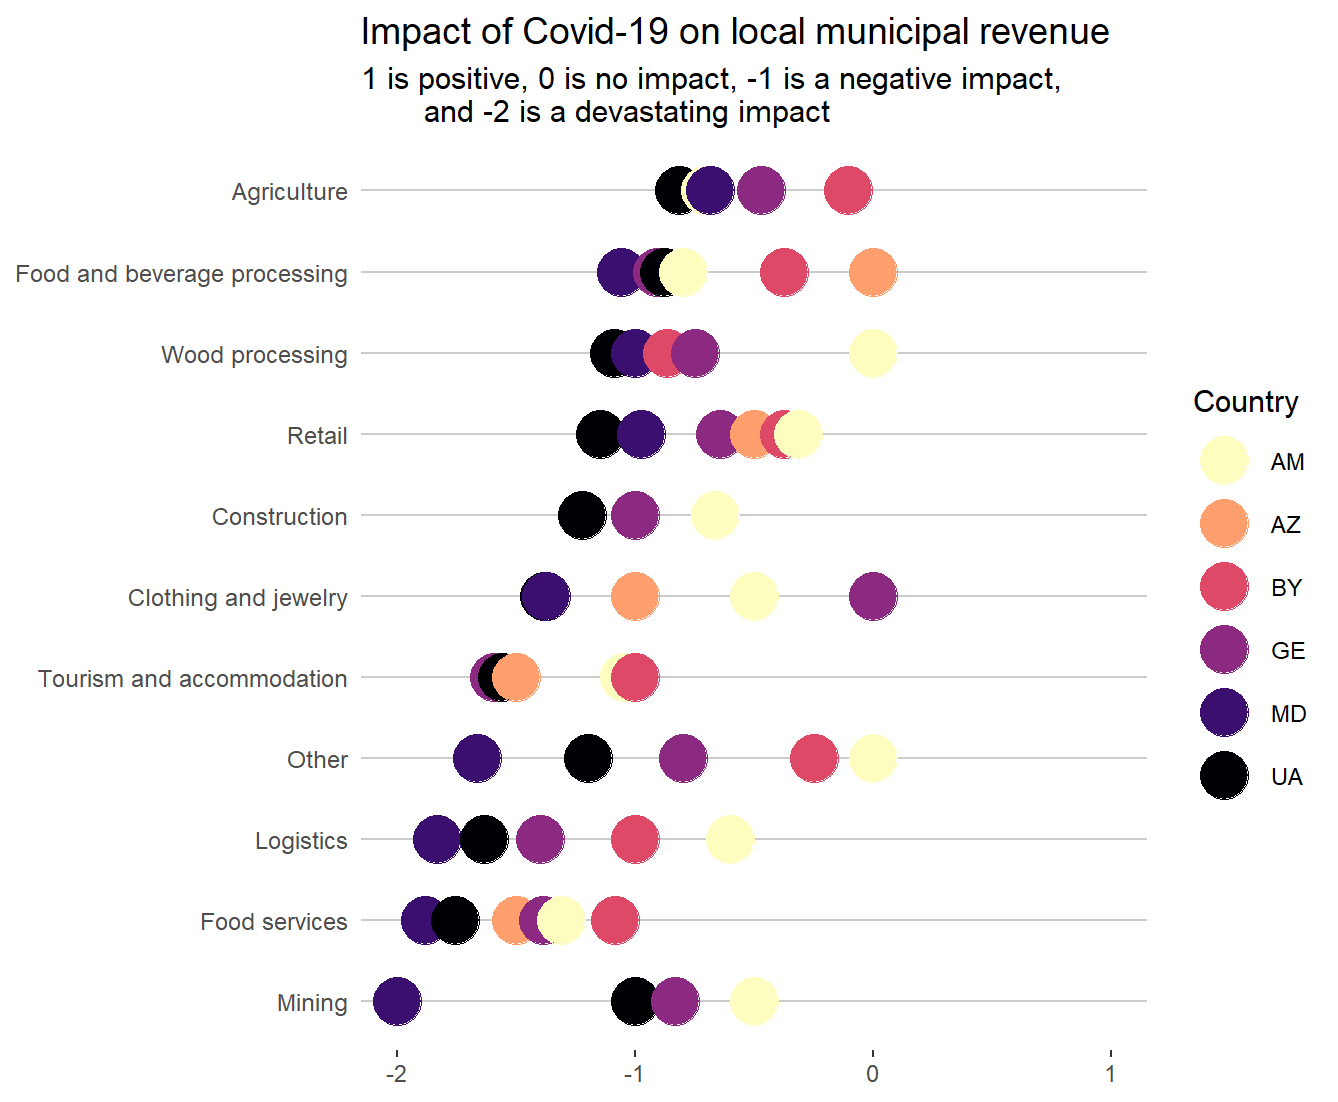 Impact of Covid-19 on local municipal revenue
1 is positive, 0 is no impact, -1 is a negative impact,
and -2 is a devastating impact
Agriculture
Food and beverage processing
Wood processing
Retail
Construction
Clothing and jewelry
Tourism and accommodation
Other
Logistics
Food services
Mining
-2 -1 0 1
Country
AM
AZ
BY
GE
MD
UA